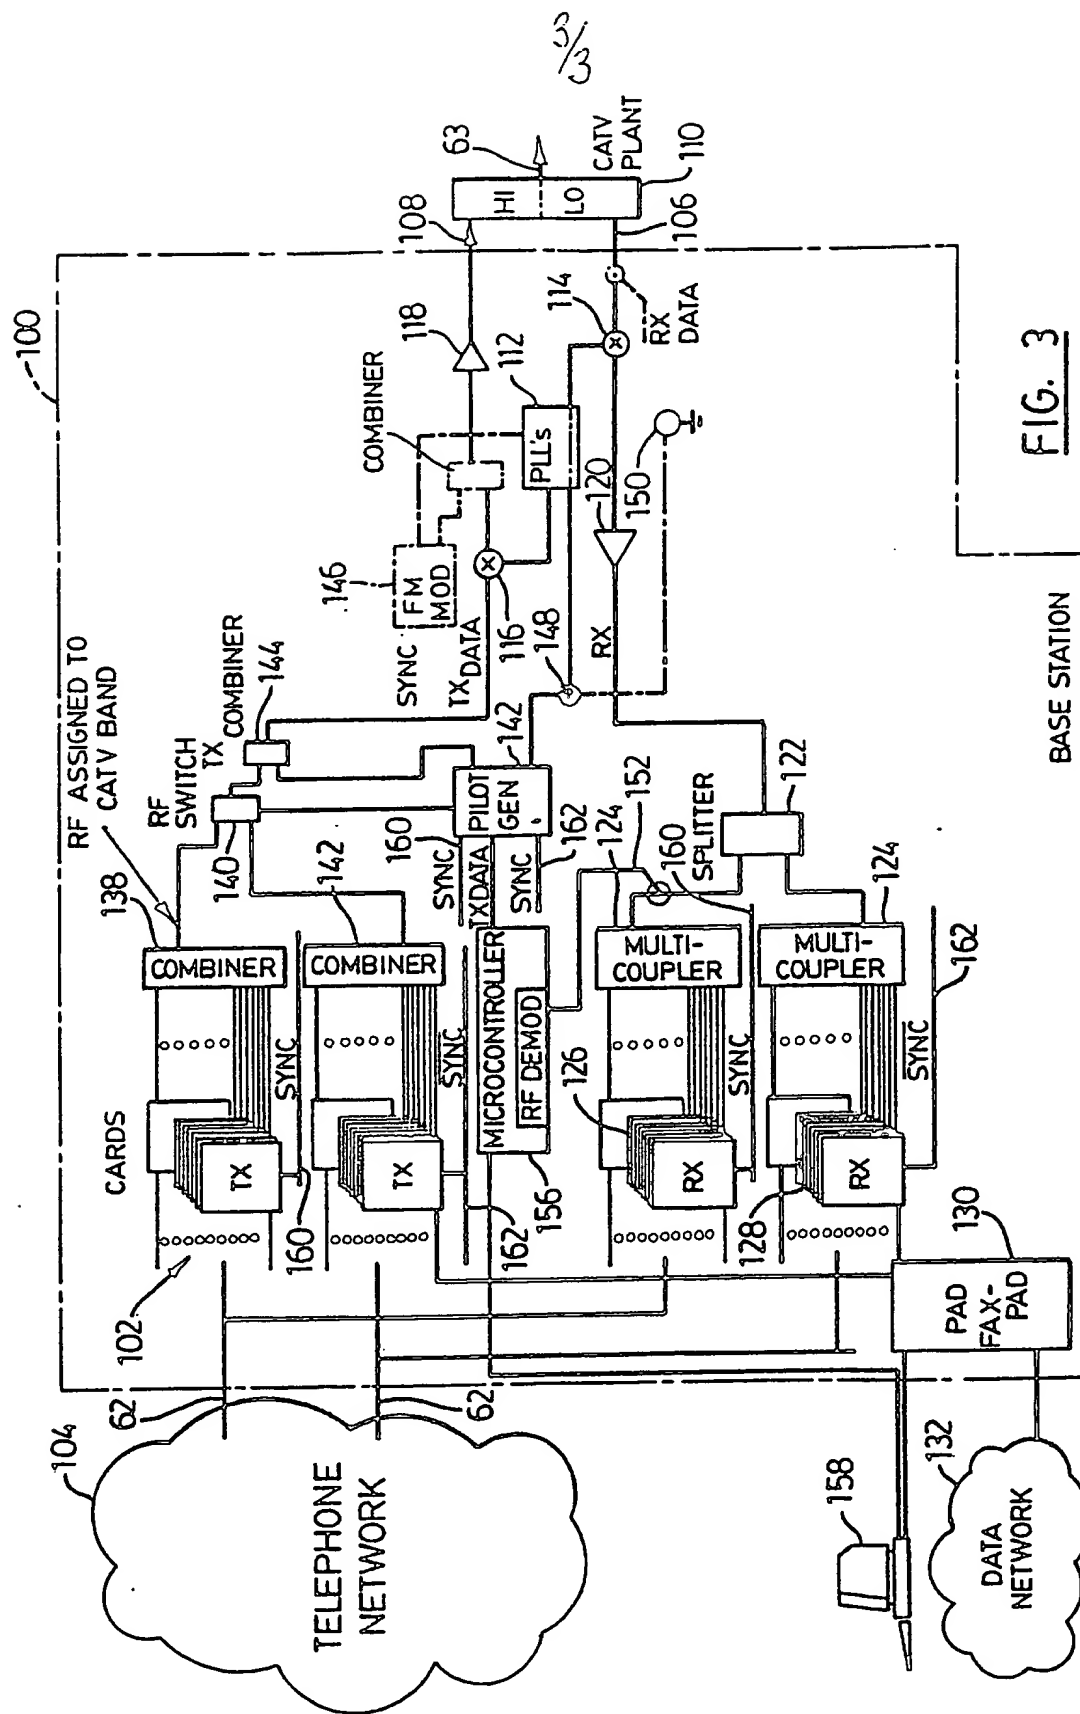 3/3
100
RF ASSIGNED TO
CATV BAND
RF
SWITCH
TX
COMBINER
144
138
140
142
CARDS
102
COMBINER
COMBINER
TX
TX
SYNC
160
SYNC
162
SYNC
TX DATA
146
FM
MOD
COMBINER
118
108
63
HI
LO
CATV
PLANT
110
106
114
RX
DATA
112
PLL's
116
148
142
PILOT
GEN
160
SYNC
TXDATA
SYNC
162
MICROCONTROLLER
RF DEMOD
156
152
124
120
150
RX
SPLITTER
122
160
MULTI-
COUPLER
MULTI-
COUPLER
124
126
RX
SYNC
128
RX
SYNC
162
130
PAD
FAX-
PAD
62
62
104
TELEPHONE
NETWORK
158
132
DATA
NETWORK
BASE STATION
FIG. 3